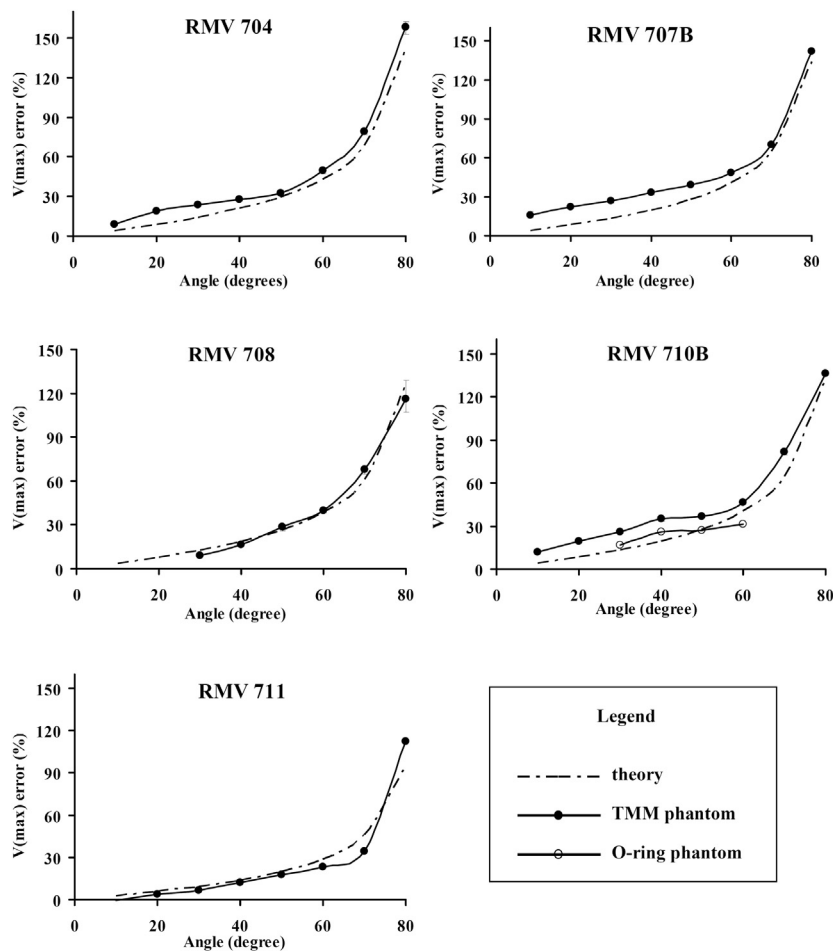 RMV 704
V(max) error (%)
150
120
90
60
30
0
0 20 40 60 80
Angle (degrees)
RMV 707B
V(max) error (%)
150
120
90
60
30
0
0 20 40 60 80
Angle (degree)
RMV 708
V(max) error (%)
150
120
90
60
30
0
0 20 40 60 80
Angle (degree)
RMV 710B
V(max) error (%)
150
120
90
60
30
0
0 20 40 60 80
Angle (degree)
RMV 711
V(max) error (%)
150
120
90
60
30
0
0 20 40 60 80
Angle (degree)
Legend
theory
TMM phantom
O-ring phantom